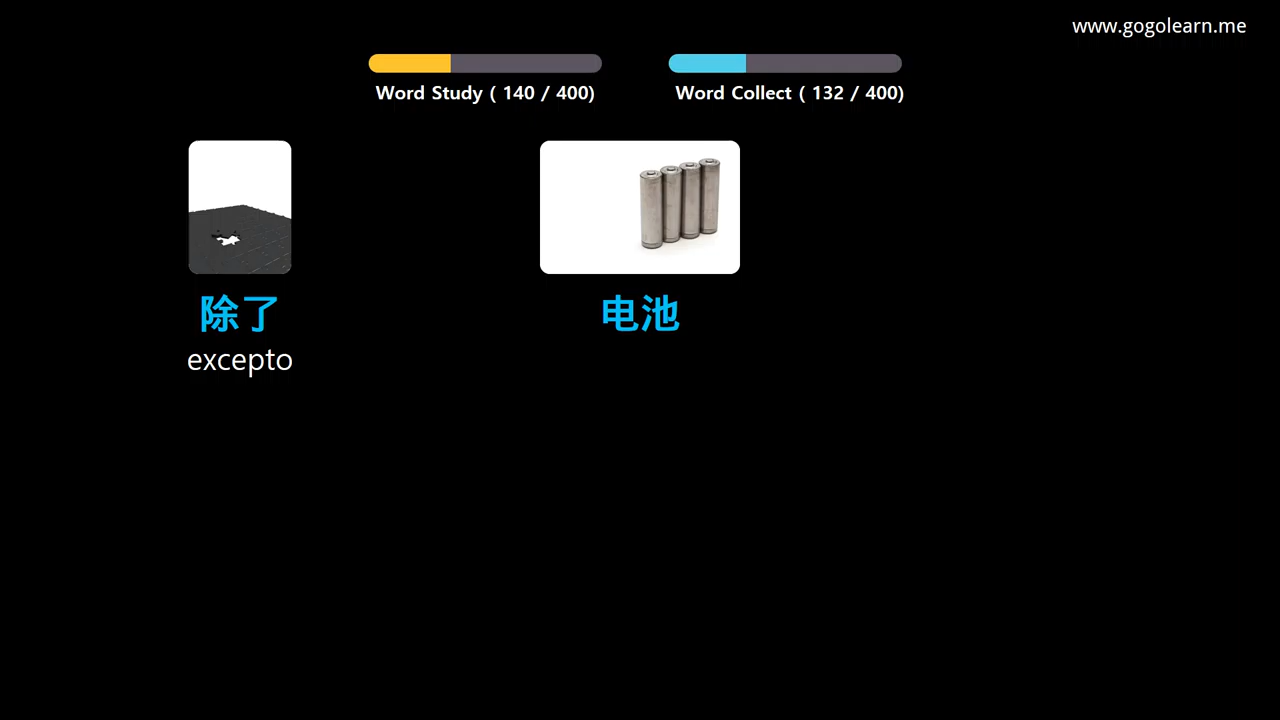 www.gogolearn.me
Word Study ( 140 / 400)
Word Collect ( 132 / 400)
除了
excepto
电池